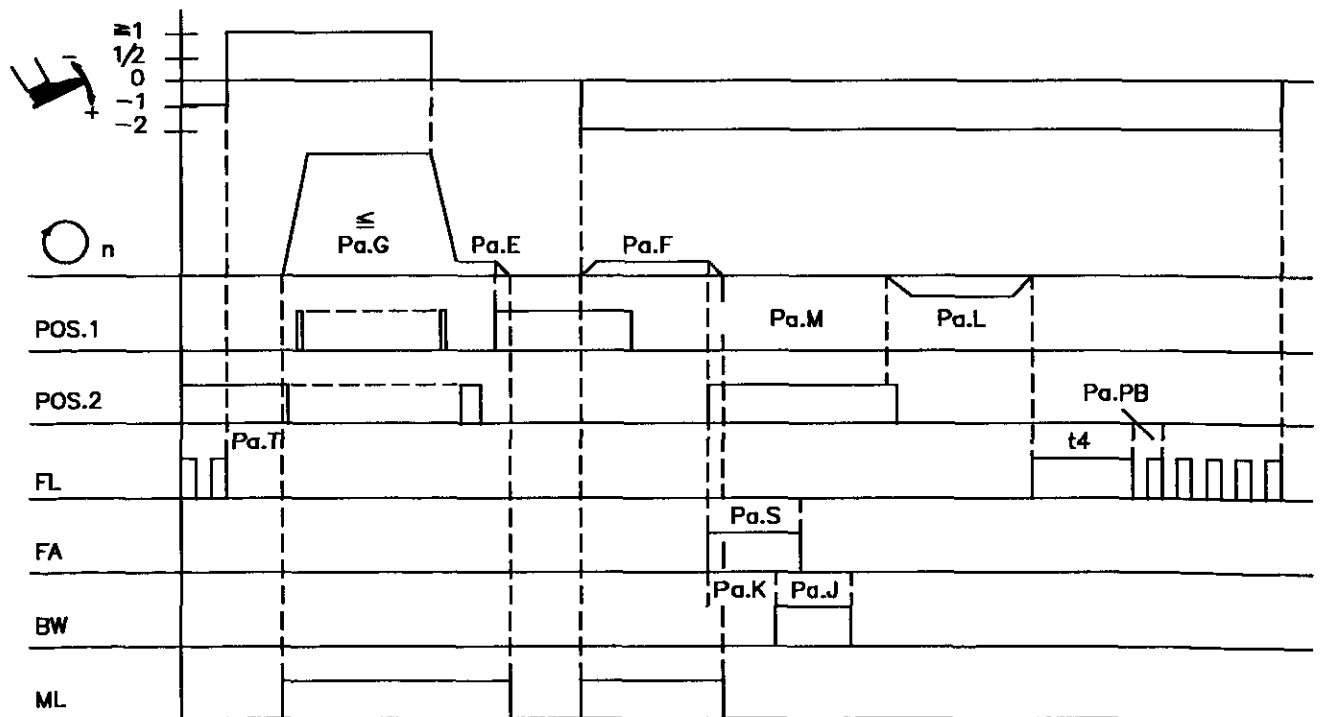 ≧1
1/2
0
−1
−2
−
+
n
≦
Pa.G
Pa.E
Pa.F
POS.1
Pa.M
Pa.L
POS.2
Pa.PB
Pa.T
t4
FL
Pa.S
FA
Pa.K
Pa.J
BW
ML